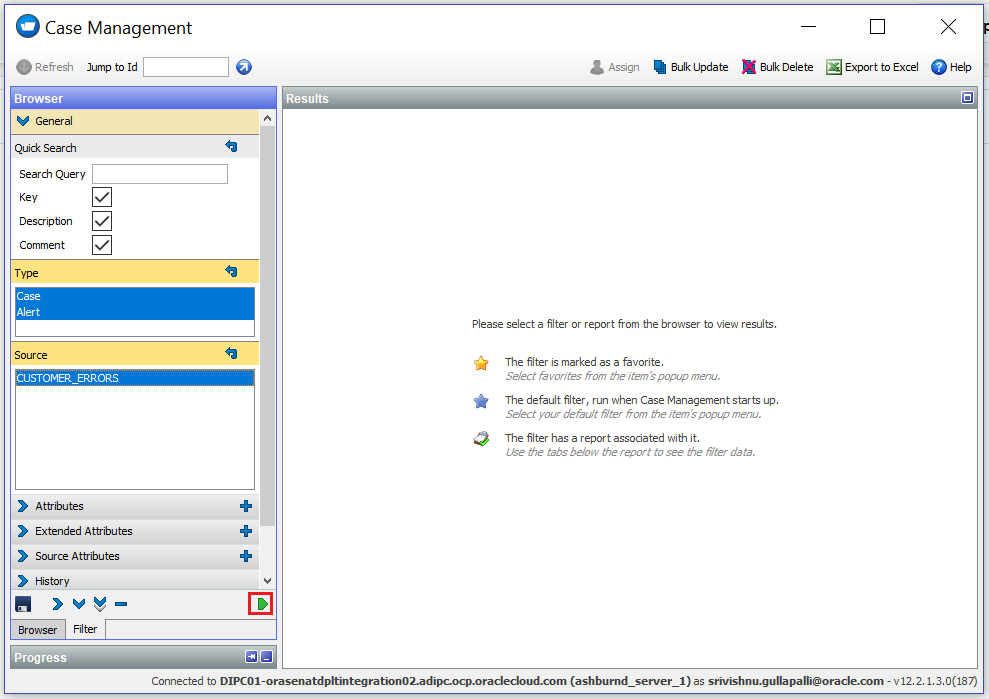 Case Management
Refresh Jump to Id Assign Bulk Update Bulk Delete Export to Excel Help
Browser
General
Quick Search
Search Query
Key
Description
Comment
Type
Case
Alert
Source
CUSTOMER_ERRORS
Attributes
Extended Attributes
Source Attributes
History
Browser Filter
Progress
Results
Please select a filter or report from the browser to view results.
The filter is marked as a favorite.
Select favorites from the item's popup menu.
The default filter, run when Case Management starts up.
Select your default filter from the item's popup menu.
The filter has a report associated with it.
Use the tabs below the report to see the filter data.
Connected to DIPC01-orasenatdpltintegration02.adipc.ocp.oraclecloud.com (ashburnd_server_1) as srivishnu.gullapalli@oracle.com - v12.2.1.3.0(187)